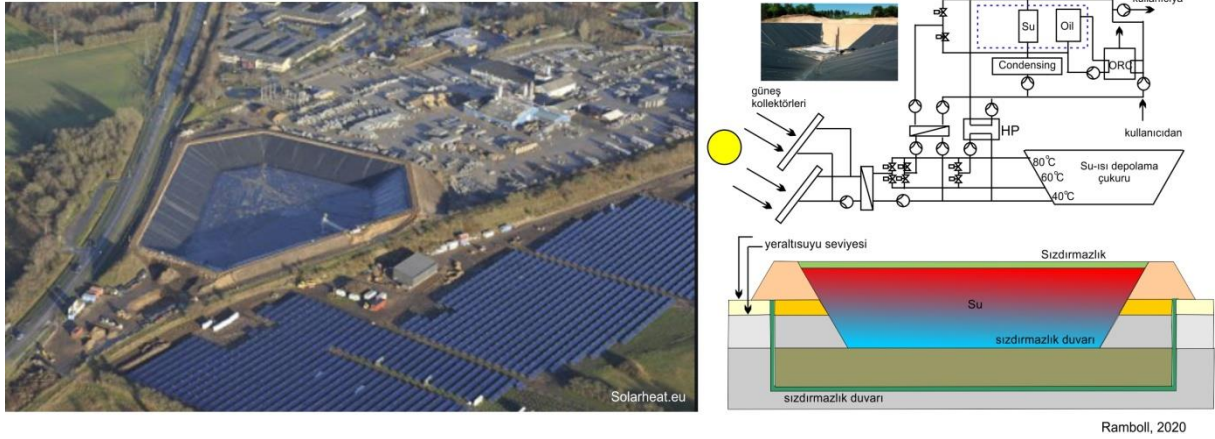 Solarheat.eu
kullanıcıya
Su
Oil
Condensing
ORC
güneş
kollektörleri
kullanıcıdan
HP
80°C
60°C
40°C
Su-ısı depolama
çukuru
yeraltısuyu seviyesi
Sızdırmazlık
Su
sızdırmazlık duvarı
sızdırmazlık duvarı
Ramboll, 2020